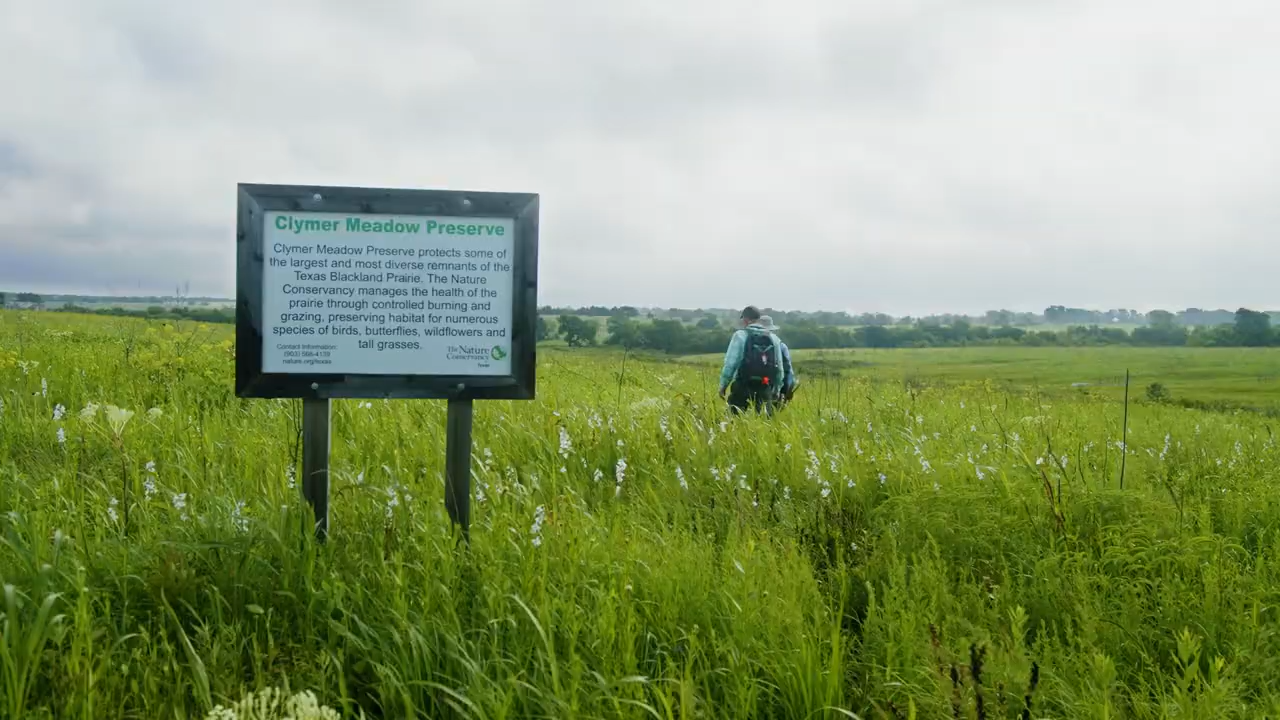 Clymer Meadow Preserve
Clymer Meadow Preserve protects some of
the largest and most diverse remnants of the
Texas Blackland Prairie. The Nature
Conservancy manages the health of the
prairie through controlled burning and
grazing, preserving habitat for numerous
species of birds, butterflies, wildflowers and
tall grasses.
Contact Information:
nature.org/texas
The Nature
Conservancy
Texas